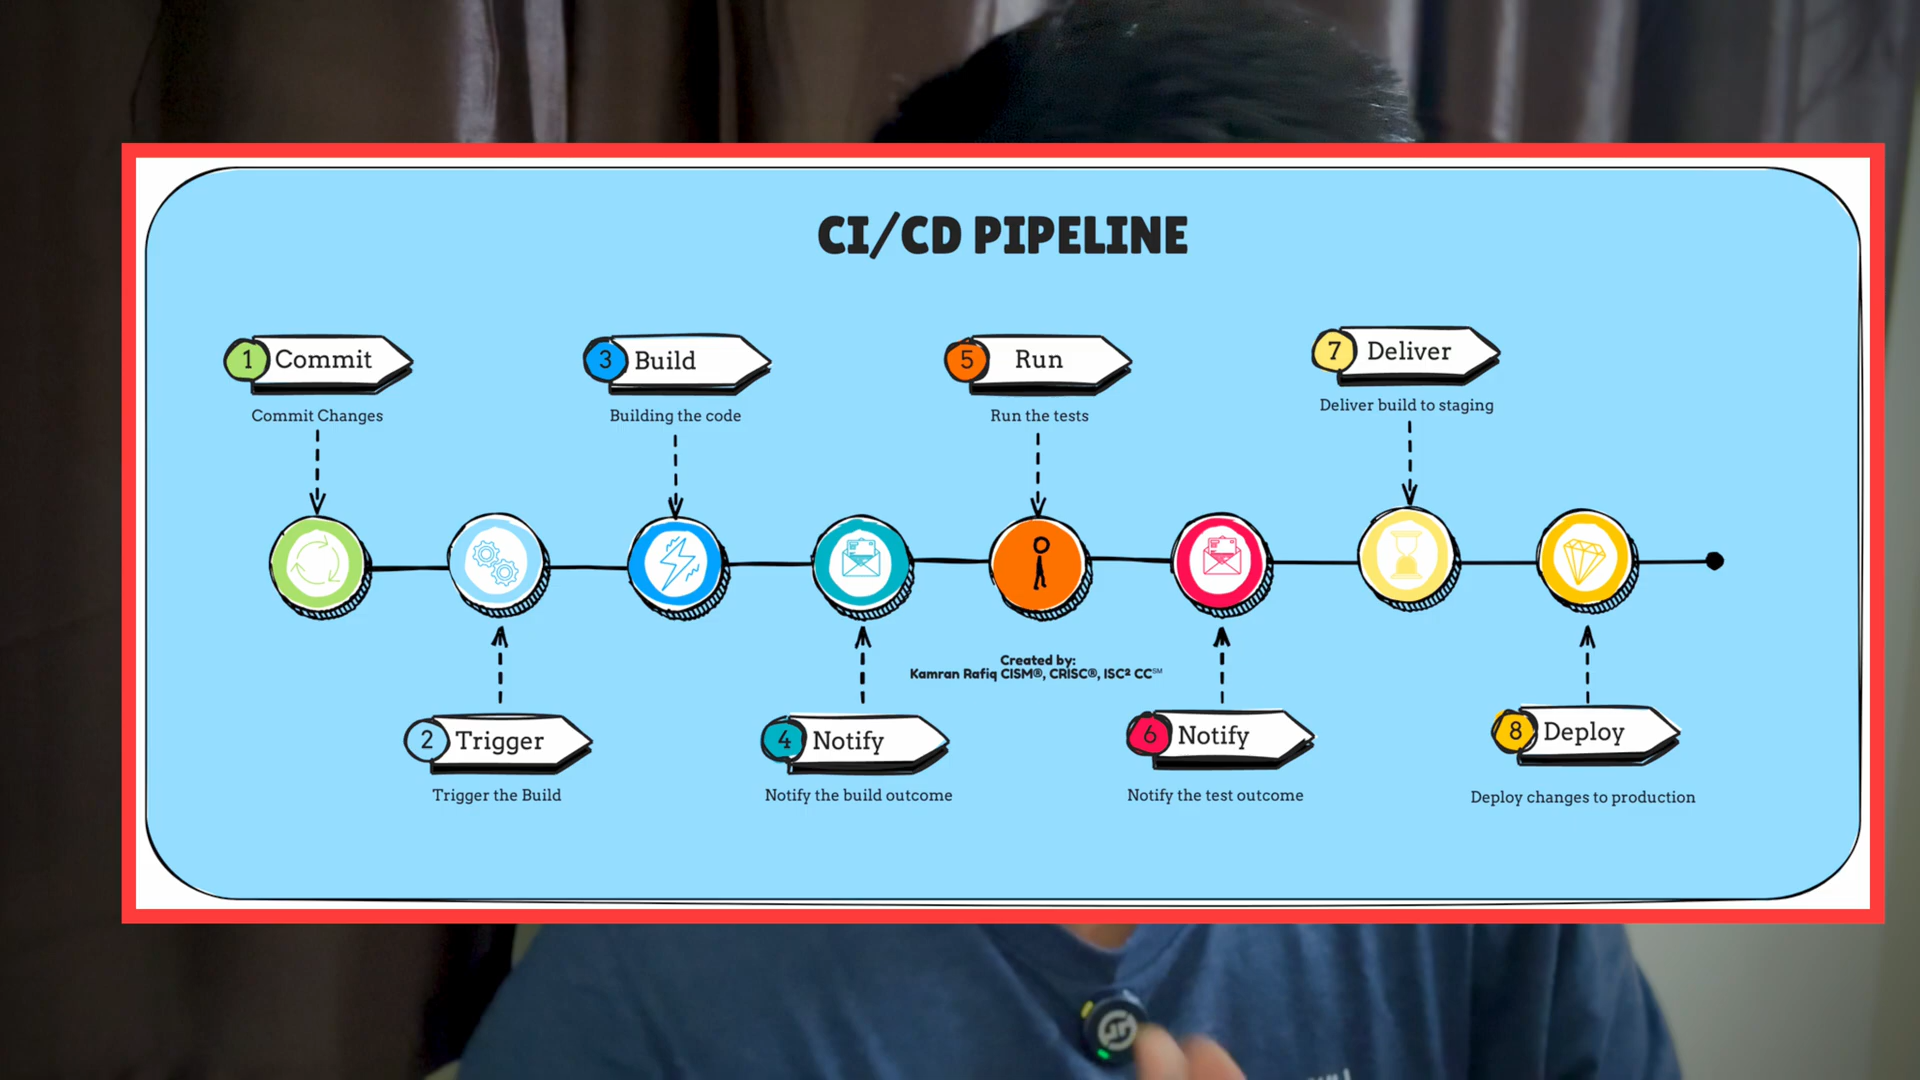 CI/CD PIPELINE
1 Commit
Commit Changes
2 Trigger
Trigger the Build
3 Build
Building the code
4 Notify
Notify the build outcome
5 Run
Run the tests
6 Notify
Notify the test outcome
7 Deliver
Deliver build to staging
8 Deploy
Deploy changes to production
Created by:
Kamran Rafiq CISM®, CRISC®, ISC² CC℠